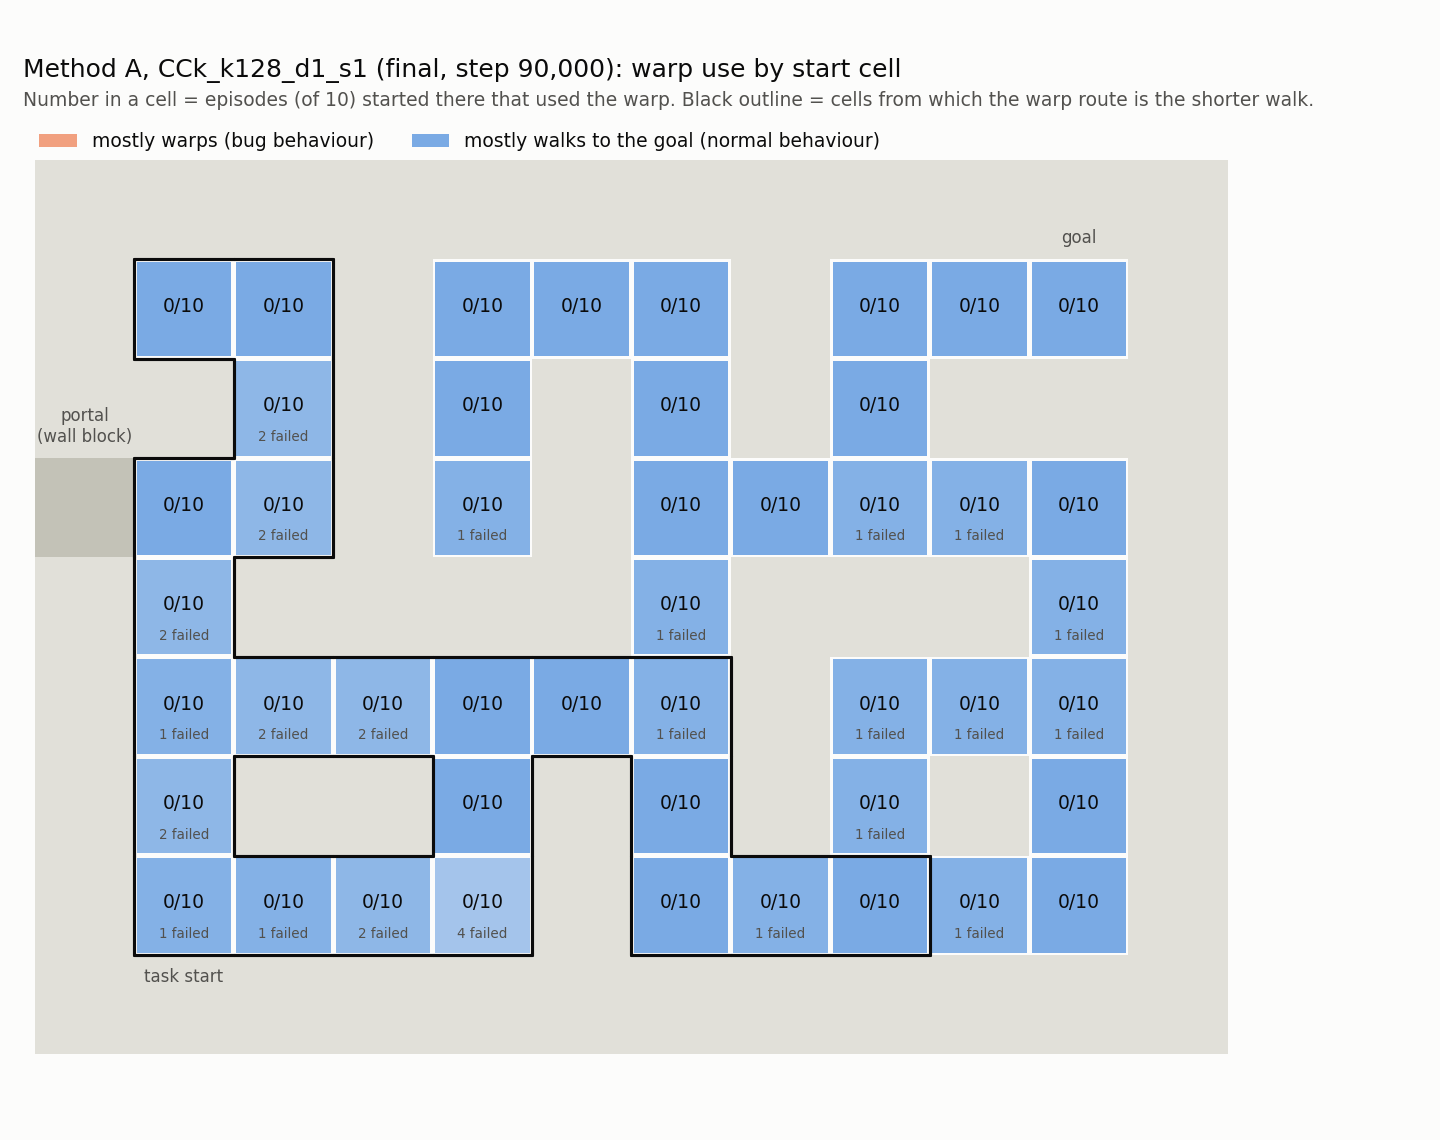 Method A, CCk_k128_d1_s1 (final, step 90,000): warp use by start cell
Number in a cell = episodes (of 10) started there that used the warp. Black outline = cells from which the warp route is the shorter walk.
mostly warps (bug behaviour) mostly walks to the goal (normal behaviour)
goal
0/10 0/10 0/10 0/10 0/10 0/10 0/10 0/10
0/10 0/10 0/10 0/10
portal
(wall block)
2 failed
0/10 0/10 0/10 0/10 0/10 0/10 0/10 0/10
2 failed 1 failed 1 failed 1 failed
0/10 0/10 0/10
2 failed 1 failed 1 failed
0/10 0/10 0/10 0/10 0/10 0/10 0/10 0/10 0/10
1 failed 2 failed 2 failed 1 failed 1 failed 1 failed 1 failed
0/10 0/10 0/10 0/10 0/10
2 failed 1 failed
0/10 0/10 0/10 0/10 0/10 0/10 0/10 0/10 0/10
1 failed 1 failed 2 failed 4 failed 1 failed 1 failed
task start